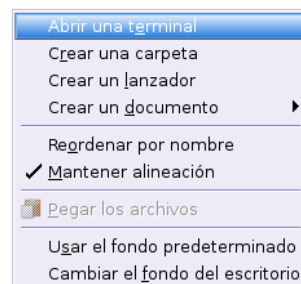 Abrir una terminal
Crear una carpeta
Crear un lanzador
Crear un documento
Reordenar por nombre
Mantener alineación
Pegar los archivos
Usar el fondo predeterminado
Cambiar el fondo del escritorio